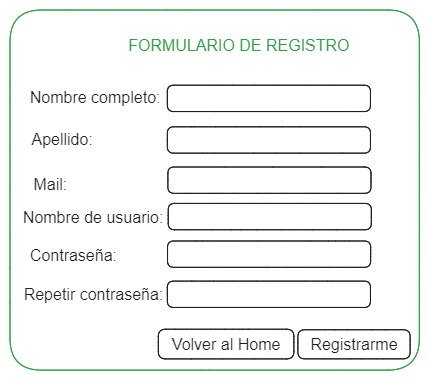 FORMULARIO DE REGISTRO
Nombre completo:
Apellido:
Mail:
Nombre de usuario:
Contraseña:
Repetir contraseña:
Volver al Home Registrarme